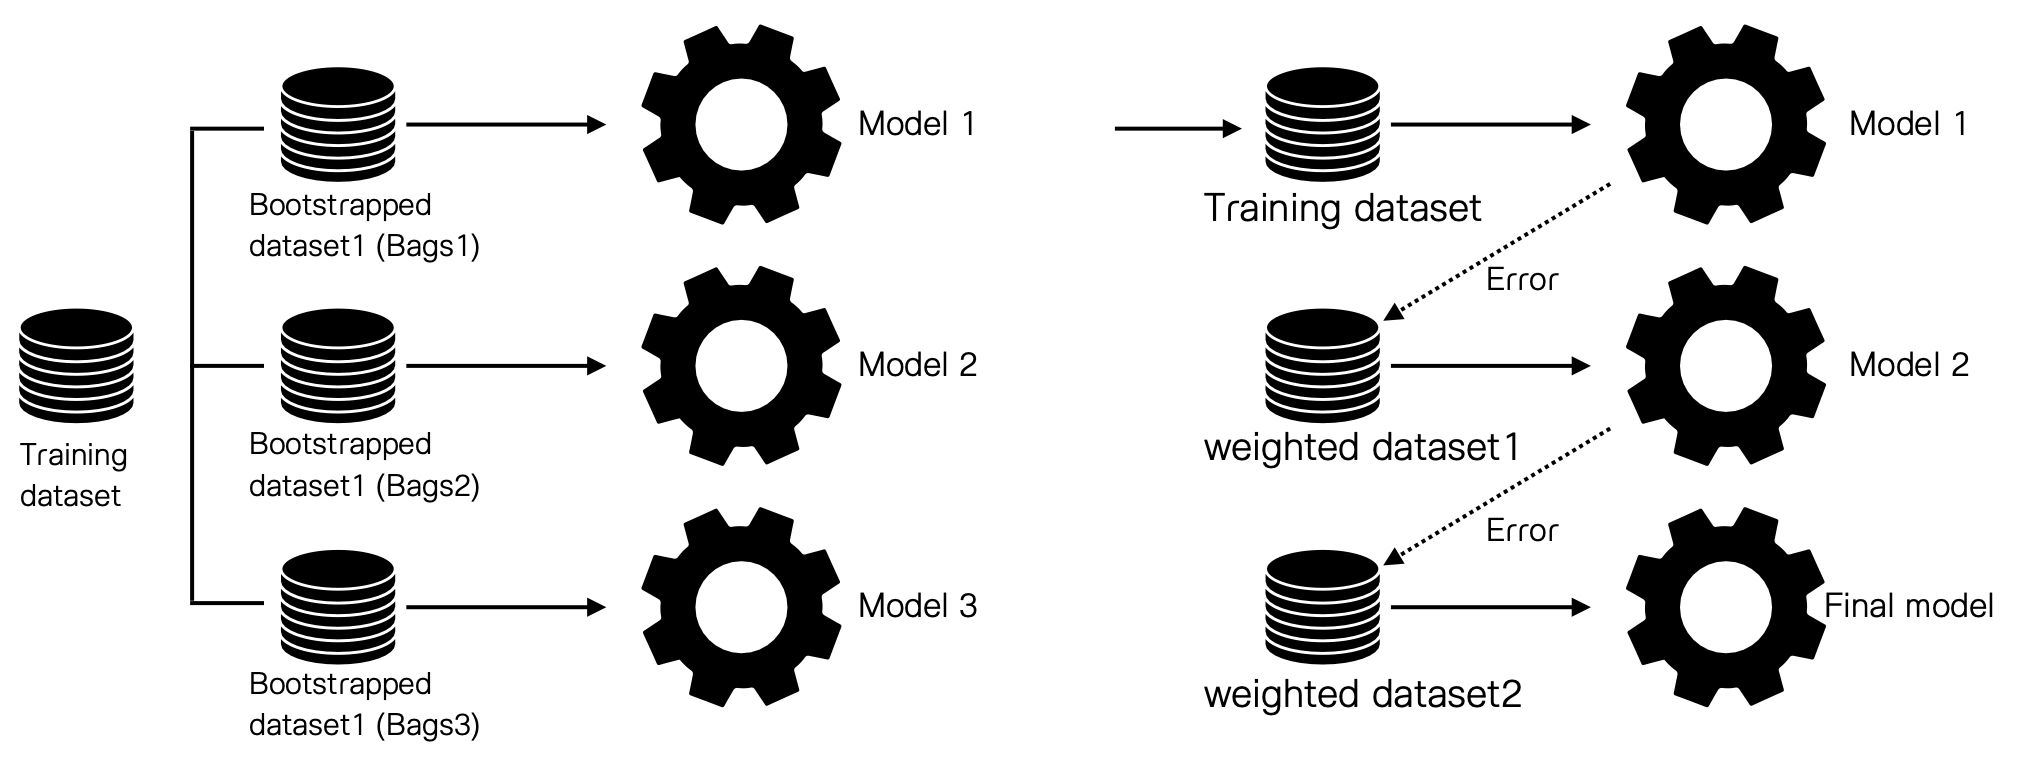 Bootstrapped
dataset1 (Bags1)
Model 1
Training
dataset
Bootstrapped
dataset1 (Bags2)
Model 2
Bootstrapped
dataset1 (Bags3)
Model 3
Training dataset
Model 1
Error
weighted dataset1
Model 2
Error
weighted dataset2
Final model